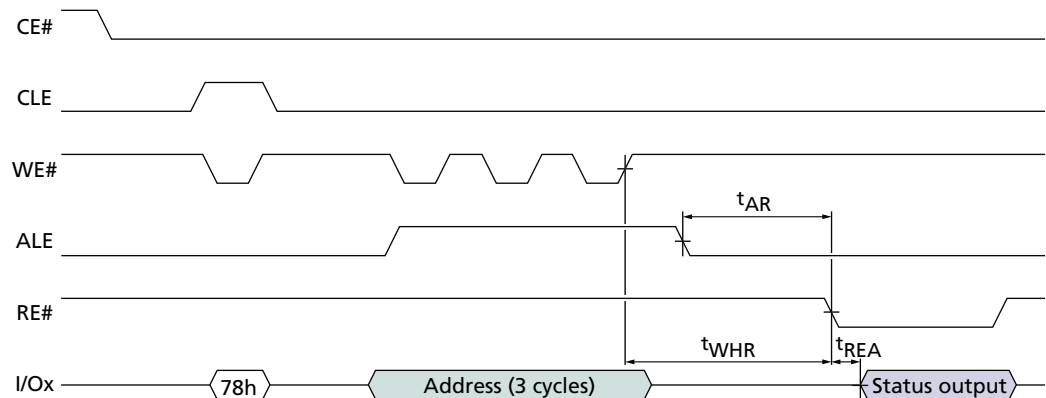 CE#
CLE
WE#
tAR
ALE
RE#
tWHR tREA
I/Ox 78h Address (3 cycles) Status output